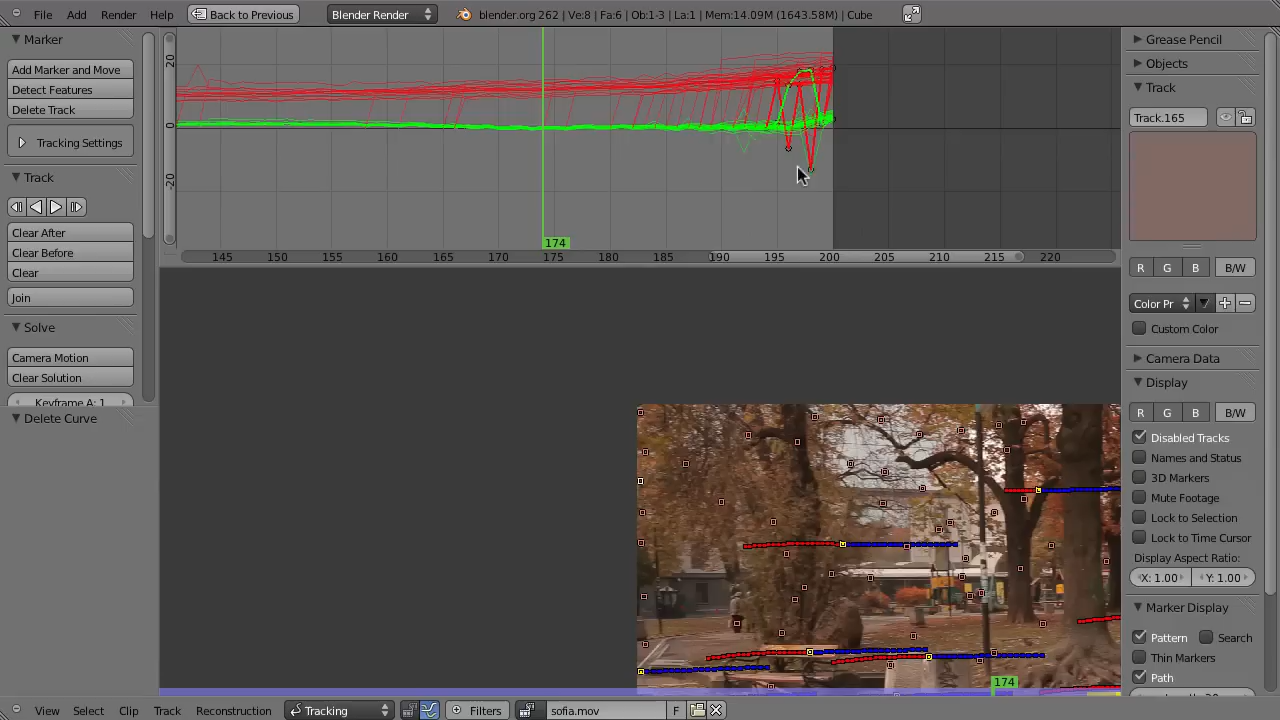 File Add Render Help Back to Previous Blender Render blender.org 262 | Ve:8 | Fa:6 | Ob:1-3 | La:1 | Mem:14.09M (1643.58M) | Cube
Marker
Add Marker and Move
Detect Features
Delete Track
Tracking Settings
Track
Clear After
Clear Before
Clear
Join
Solve
Camera Motion
Clear Solution
Keyframe A: 1
Delete Curve
20
0
-20
174
145 150 155 160 165 170 175 180 185 190 195 200 205 210 215 220
174
Grease Pencil
Objects
Track
Track.165
R G B B/W
Color Pr
Custom Color
Camera Data
Display
R G B B/W
Disabled Tracks
Names and Status
3D Markers
Mute Footage
Lock to Selection
Lock to Time Cursor
Display Aspect Ratio:
X: 1.00 Y: 1.00
Marker Display
Pattern Search
Thin Markers
Path
View Select Clip Track Reconstruction Tracking Filters sofia.mov F